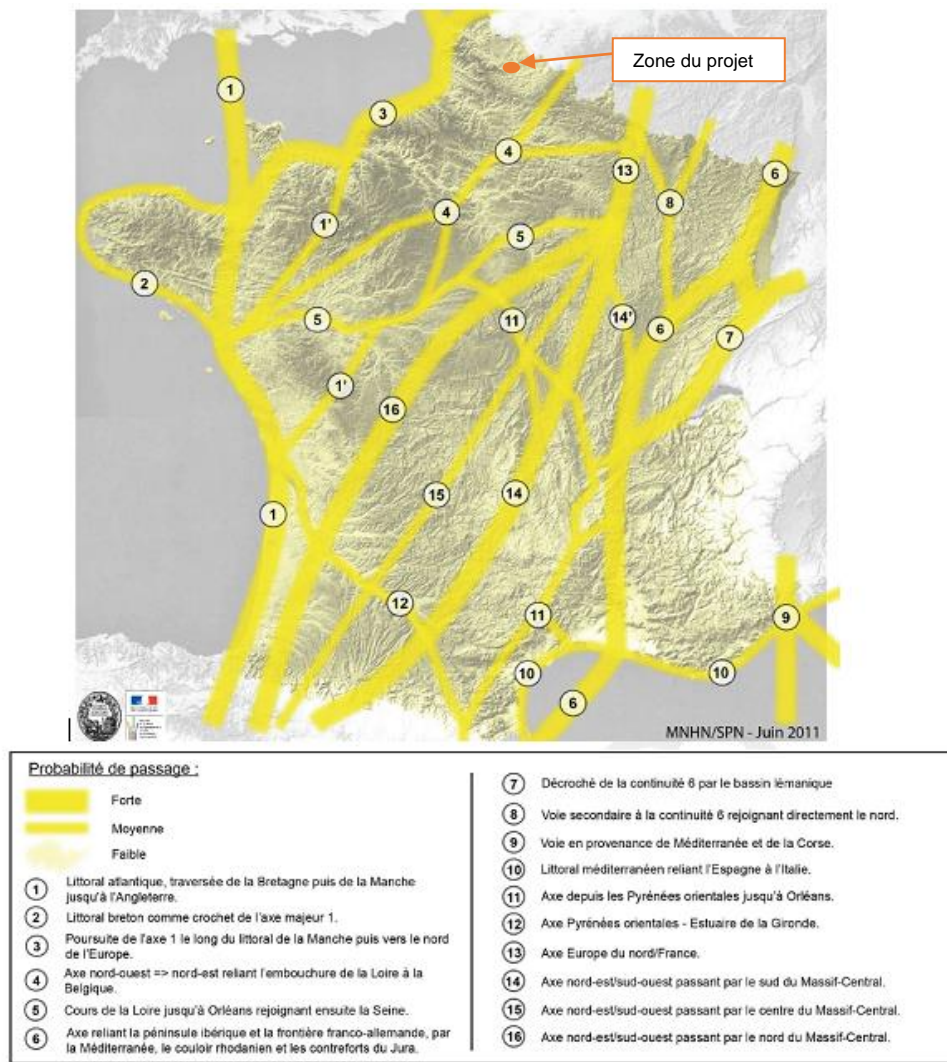 Zone du projet
1
3
4
13
6
8
1'
4
5
2
5
11
14'
6
7
1'
16
15
14
1
12
11
9
10
10
6
MNHN/SPN - Juin 2011
Probabilité de passage :
Forte
Moyenne
Faible
1 Littoral atlantique, traversée de la Bretagne puis de la Manche
jusqu'à l'Angleterre.
2 Littoral breton comme crochet de l'axe majeur 1.
3 Poursuite de l'axe 1 le long du littoral de la Manche puis vers le nord
de l'Europe.
4 Axe nord-ouest => nord-est reliant l'embouchure de la Loire à la
Belgique.
5 Cours de la Loire jusqu'à Orléans rejoignant ensuite la Seine.
6 Axe reliant la péninsule ibérique et la frontière franco-allemande, par
la Méditerranée, le couloir rhodanien et les contreforts du Jura.
7 Décroché de la continuité 6 par le bassin lémanique
8 Voie secondaire à la continuité 6 rejoignant directement le nord.
9 Voie en provenance de Méditerranée et de la Corse.
10 Littoral méditerranéen reliant l'Espagne à l'Italie.
11 Axe depuis les Pyrénées orientales jusqu'à Orléans.
12 Axe Pyrénées orientales - Estuaire de la Gironde.
13 Axe Europe du nord/France.
14 Axe nord-est/sud-ouest passant par le sud du Massif-Central.
15 Axe nord-est/sud-ouest passant par le centre du Massif-Central.
16 Axe nord-est/sud-ouest passant par le nord du Massif-Central.